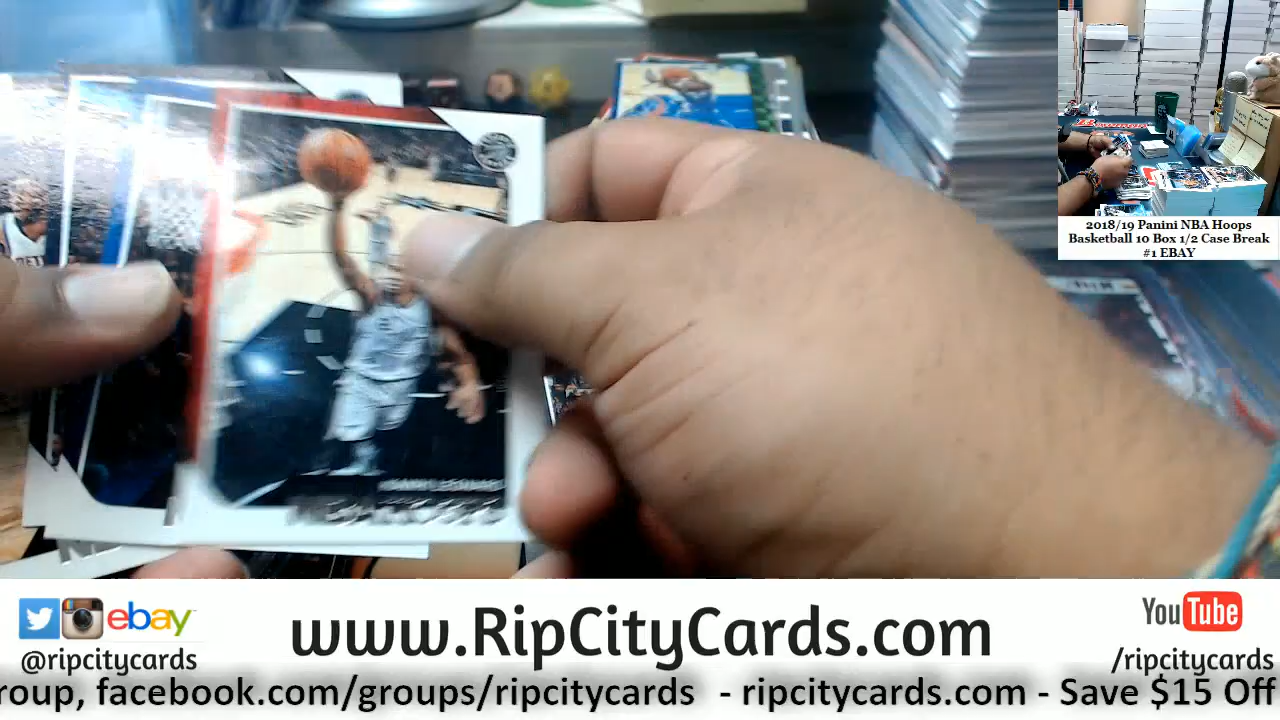 2018/19 Panini NBA Hoops
Basketball 10 Box 1/2 Case Break
#1 EBAY
ebay
@ripcitycards
www.RipCityCards.com
YouTube
/ripcitycards
roup, facebook.com/groups/ripcitycards - ripcitycards.com - Save $15 Off